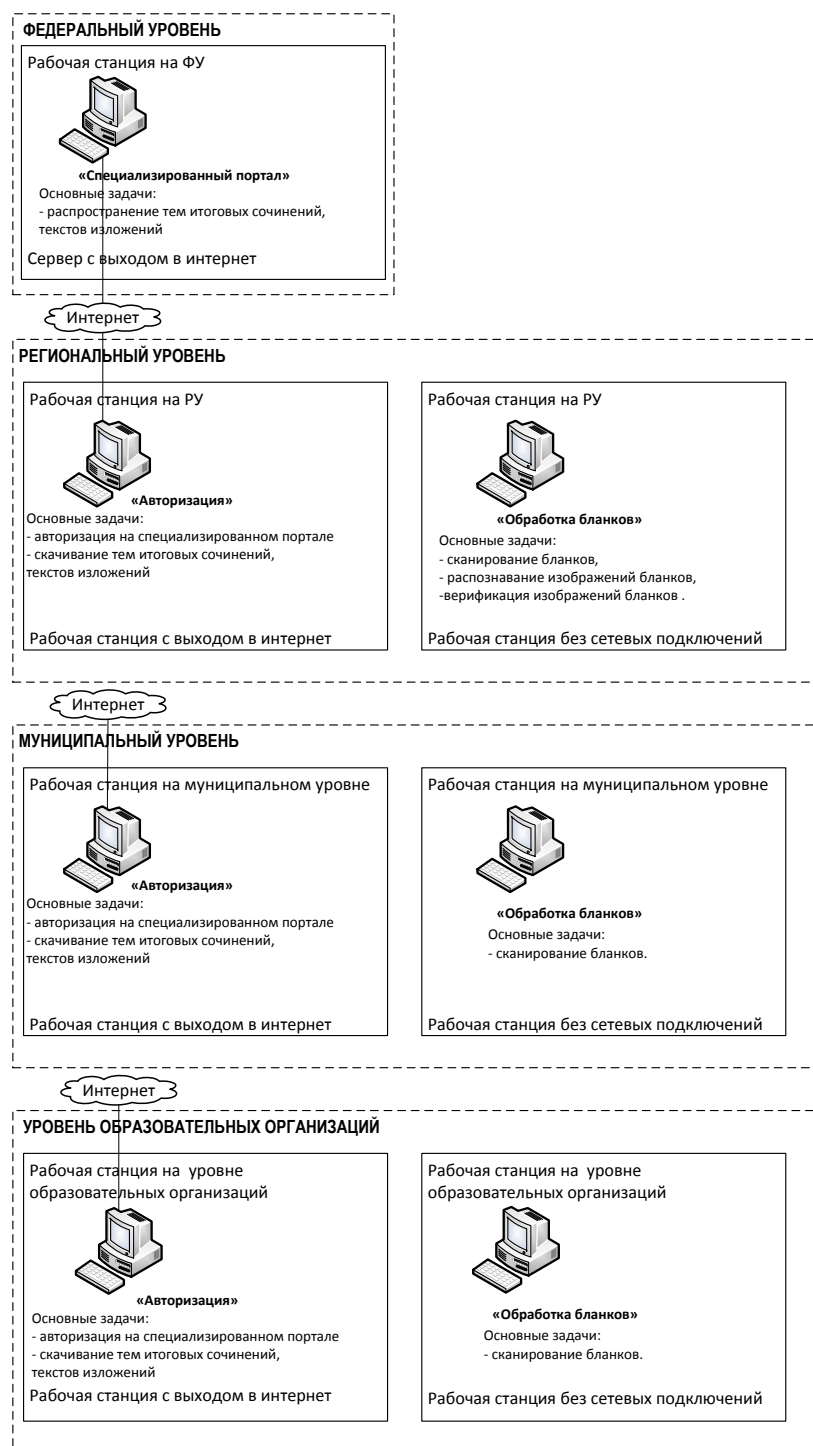 ФЕДЕРАЛЬНЫЙ УРОВЕНЬ
Рабочая станция на ФУ
«Специализированный портал»
Основные задачи:
- распространение тем итоговых сочинений,
текстов изложений
Сервер с выходом в интернет
Интернет
РЕГИОНАЛЬНЫЙ УРОВЕНЬ
Рабочая станция на РУ
«Авторизация»
Основные задачи:
- авторизация на специализированном портале
- скачивание тем итоговых сочинений,
текстов изложений
Рабочая станция с выходом в интернет
Рабочая станция на РУ
«Обработка бланков»
Основные задачи:
- сканирование бланков,
- распознавание изображений бланков,
-верификация изображений бланков .
Рабочая станция без сетевых подключений
Интернет
МУНИЦИПАЛЬНЫЙ УРОВЕНЬ
Рабочая станция на муниципальном уровне
«Авторизация»
Основные задачи:
- авторизация на специализированном портале
- скачивание тем итоговых сочинений,
текстов изложений
Рабочая станция с выходом в интернет
Рабочая станция на муниципальном уровне
«Обработка бланков»
Основные задачи:
- сканирование бланков.
Рабочая станция без сетевых подключений
Интернет
УРОВЕНЬ ОБРАЗОВАТЕЛЬНЫХ ОРГАНИЗАЦИЙ
Рабочая станция на уровне
образовательных организаций
«Авторизация»
Основные задачи:
- авторизация на специализированном портале
- скачивание тем итоговых сочинений,
текстов изложений
Рабочая станция с выходом в интернет
Рабочая станция на уровне
образовательных организаций
«Обработка бланков»
Основные задачи:
- сканирование бланков.
Рабочая станция без сетевых подключений